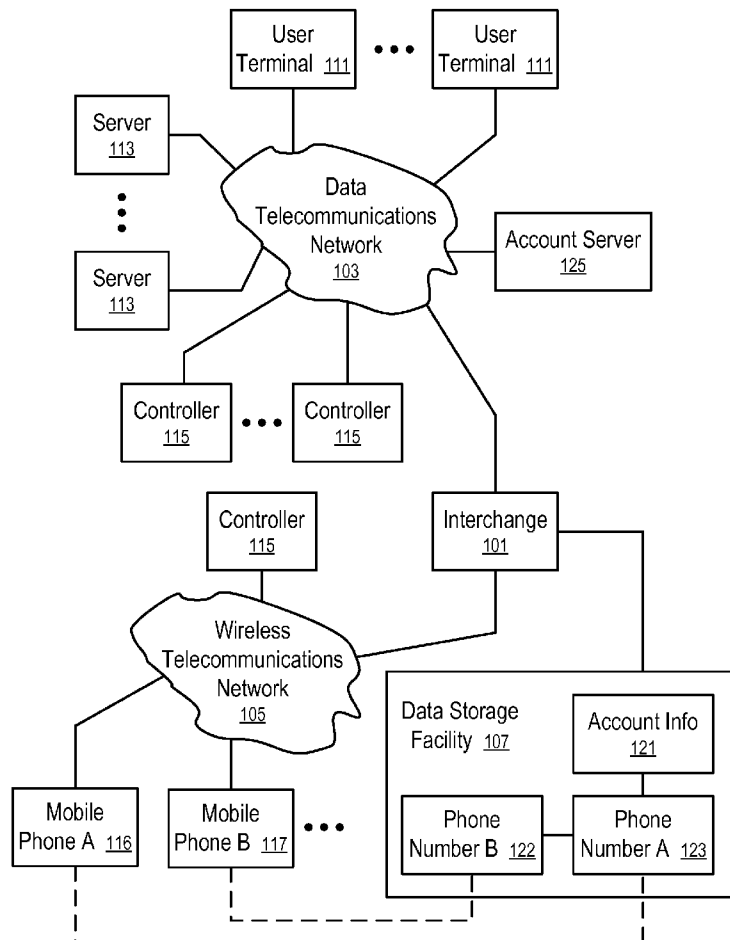 User
Terminal 111
User
Terminal 111
Server
113
Data
Telecommunications
Network
103
Account Server
125
Server
113
Controller
115
Controller
115
Controller
115
Interchange
101
Wireless
Telecommunications
Network
105
Data Storage
Facility 107
Account Info
121
Mobile
Phone A 116
Mobile
Phone B 117
Phone
Number B 122
Phone
Number A 123